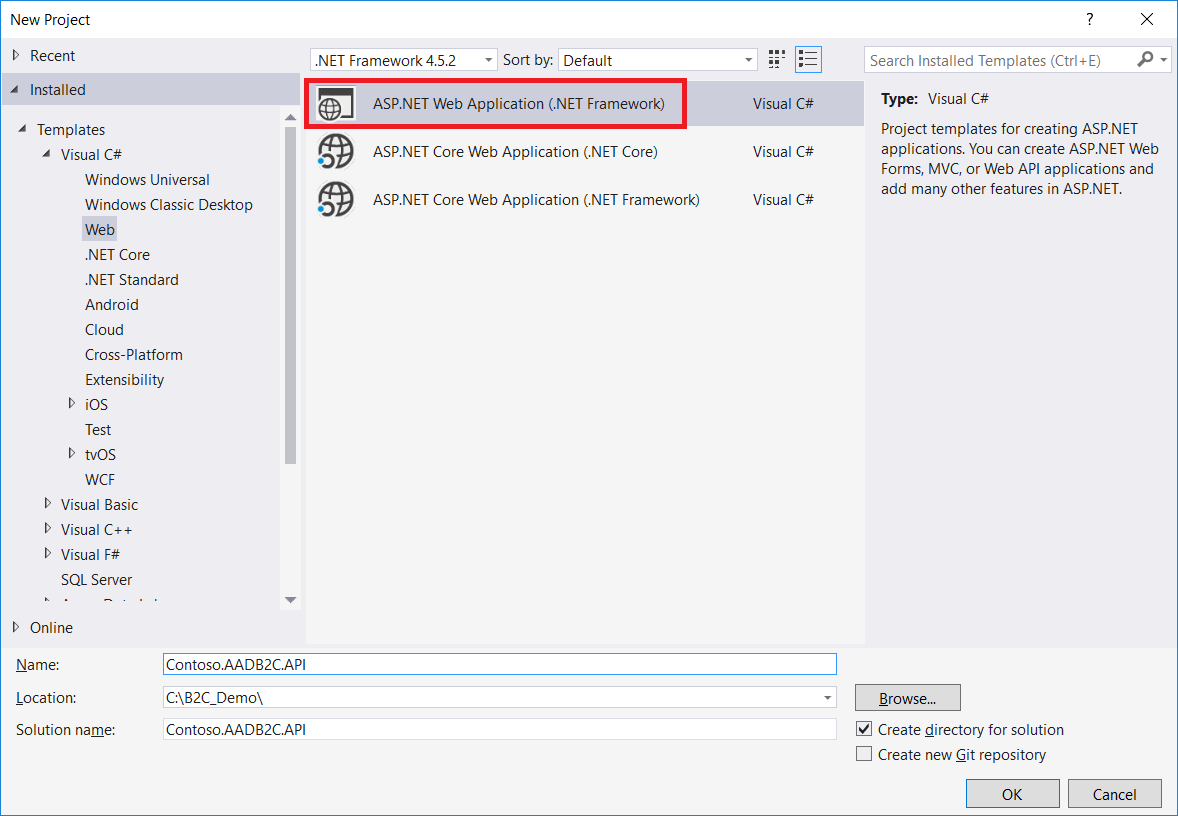 New Project
?
Recent
Installed
.NET Framework 4.5.2
Sort by:
Default
Search Installed Templates (Ctrl+E)
Templates
Visual C#
Windows Universal
Windows Classic Desktop
Web
.NET Core
.NET Standard
Android
Cloud
Cross-Platform
Extensibility
iOS
Test
tvOS
WCF
Visual Basic
Visual C++
Visual F#
SQL Server
Online
ASP.NET Web Application (.NET Framework) Visual C#
ASP.NET Core Web Application (.NET Core) Visual C#
ASP.NET Core Web Application (.NET Framework) Visual C#
Type: Visual C#
Project templates for creating ASP.NET
applications. You can create ASP.NET Web
Forms, MVC, or Web API applications and
add many other features in ASP.NET.
Name: Contoso.AADB2C.API
Location: C:\B2C_Demo\
Browse...
Solution name: Contoso.AADB2C.API
Create directory for solution
Create new Git repository
OK
Cancel